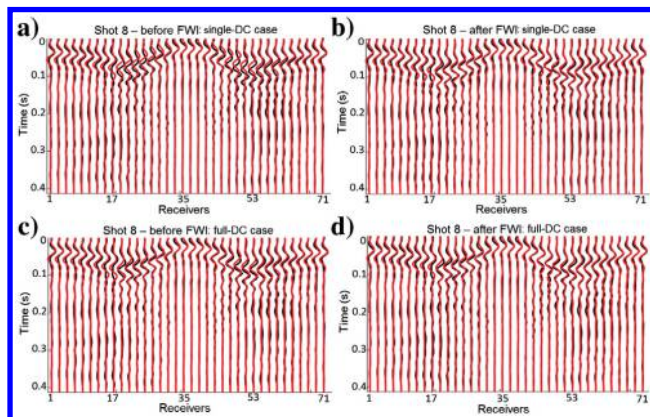 a)
Shot 8 – before FWI: single-DC case
0
0.1
0.2
0.3
0.4
Time (s)
1 17 35 53 71
Receivers
b)
Shot 8 – after FWI: single-DC case
0
0.1
0.2
0.3
0.4
Time (s)
1 17 35 53 71
Receivers
c)
Shot 8 – before FWI: full-DC case
0
0.1
0.2
0.3
0.4
Time (s)
1 17 35 53 71
Receivers
d)
Shot 8 – after FWI: full-DC case
0
0.1
0.2
0.3
0.4
Time (s)
1 17 35 53 71
Receivers